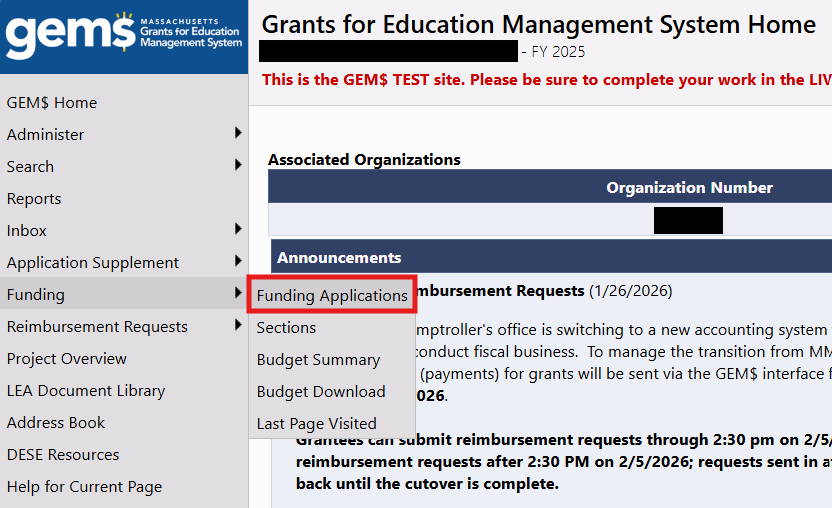 gem$
MASSACHUSETTS
Grants for Education
Management System
Grants for Education Management System Home
- FY 2025
This is the GEM$ TEST site. Please be sure to complete your work in the LIV
GEM$ Home
Administer
Search
Reports
Inbox
Application Supplement
Funding
Reimbursement Requests
Project Overview
LEA Document Library
Address Book
DESE Resources
Help for Current Page
Funding Applications
Sections
Budget Summary
Budget Download
Last Page Visited
Associated Organizations
Organization Number
Announcements
mbursement Requests (1/26/2026)
mptroller's office is switching to a new accounting system
conduct fiscal business. To manage the transition from MM
(payments) for grants will be sent via the GEM$ interface f
026.
Grantees can submit reimbursement requests through 2:30 pm on 2/5/
reimbursement requests after 2:30 PM on 2/5/2026; requests sent in a
back until the cutover is complete.